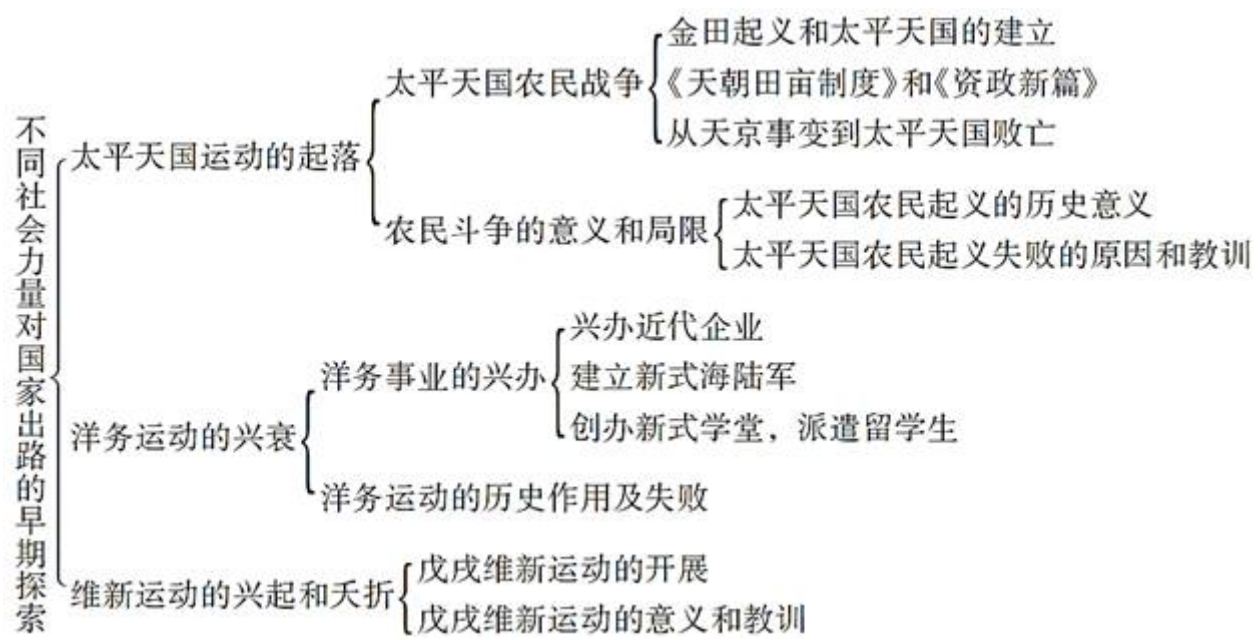 不同社会力量对国家出路的早期探索
太平天国运动的起落
太平天国农民战争
金田起义和太平天国的建立
《天朝田亩制度》和《资政新篇》
从天京事变到太平天国败亡
农民斗争的意义和局限
太平天国农民起义的历史意义
太平天国农民起义失败的原因和教训
洋务运动的兴衰
洋务事业的兴办
兴办近代企业
建立新式海陆军
创办新式学堂，派遣留学生
洋务运动的历史作用及失败
维新运动的兴起和夭折
戊戌维新运动的开展
戊戌维新运动的意义和教训